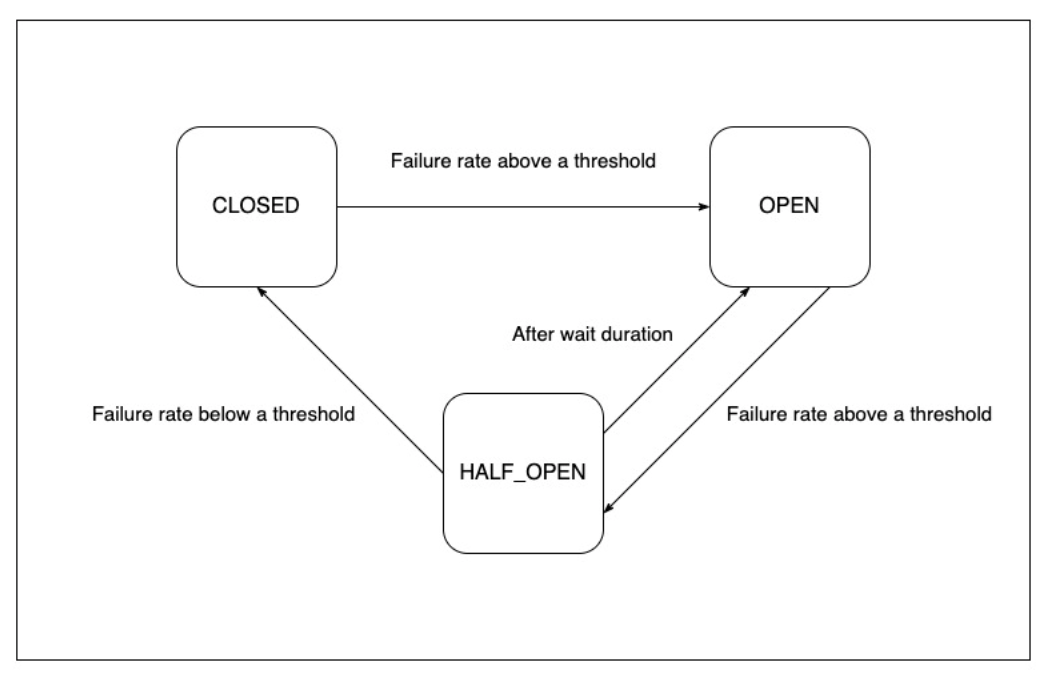 Failure rate above a threshold
CLOSED
OPEN
After wait duration
Failure rate below a threshold
Failure rate above a threshold
HALF_OPEN